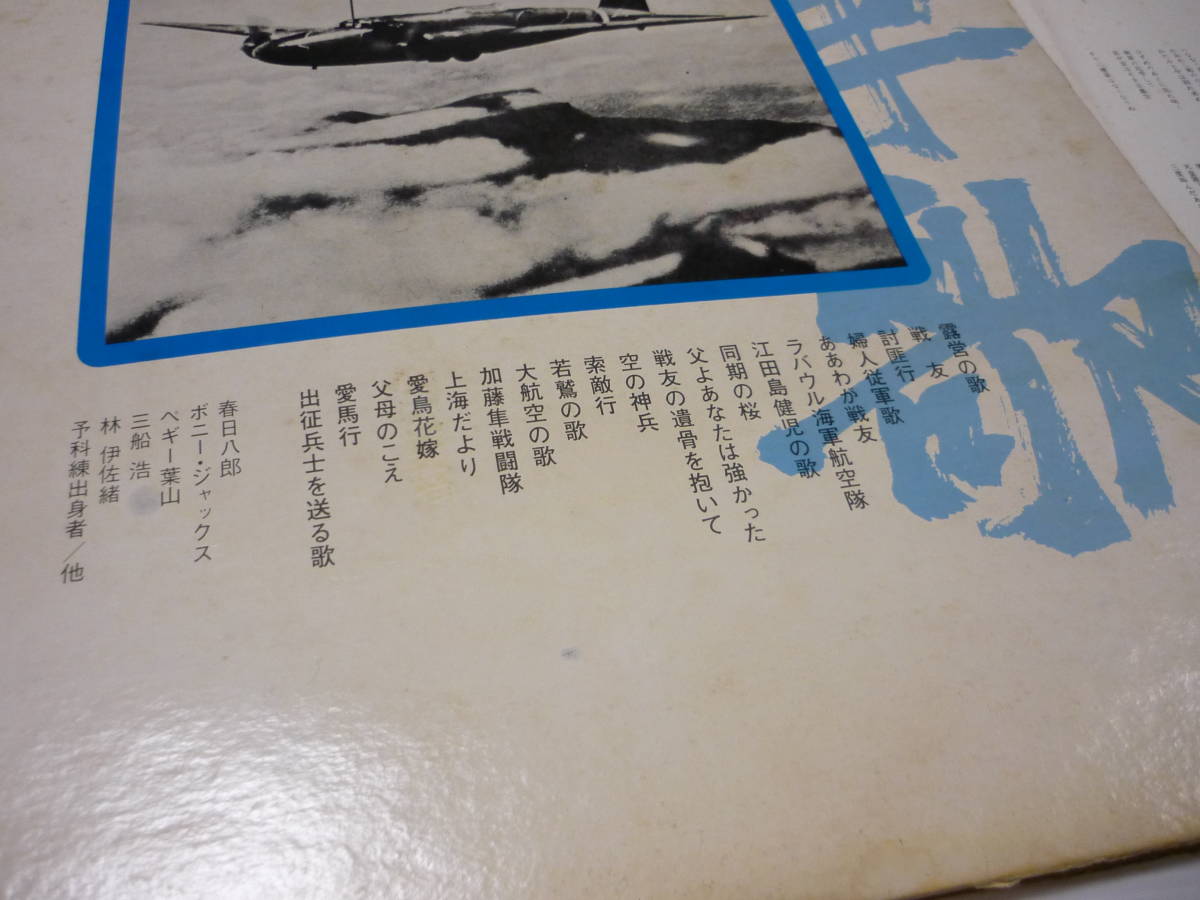 露営の歌
戦友
討匪行
婦人従軍歌
ああわが戦友
ラバウル海軍航空隊
江田島健児の歌
同期の桜
父よあなたは強かった
戦友の遺骨を抱いて
空の神兵
索敵行
若鷲の歌
大航空の歌
加藤隼戦闘隊
上海だより
愛鳥花嫁
父母のこえ
愛馬行
出征兵士を送る歌
春日八郎
ボニー・ジャックス
ペギー葉山
三船 浩
林 伊佐緒
予科練出身者/他